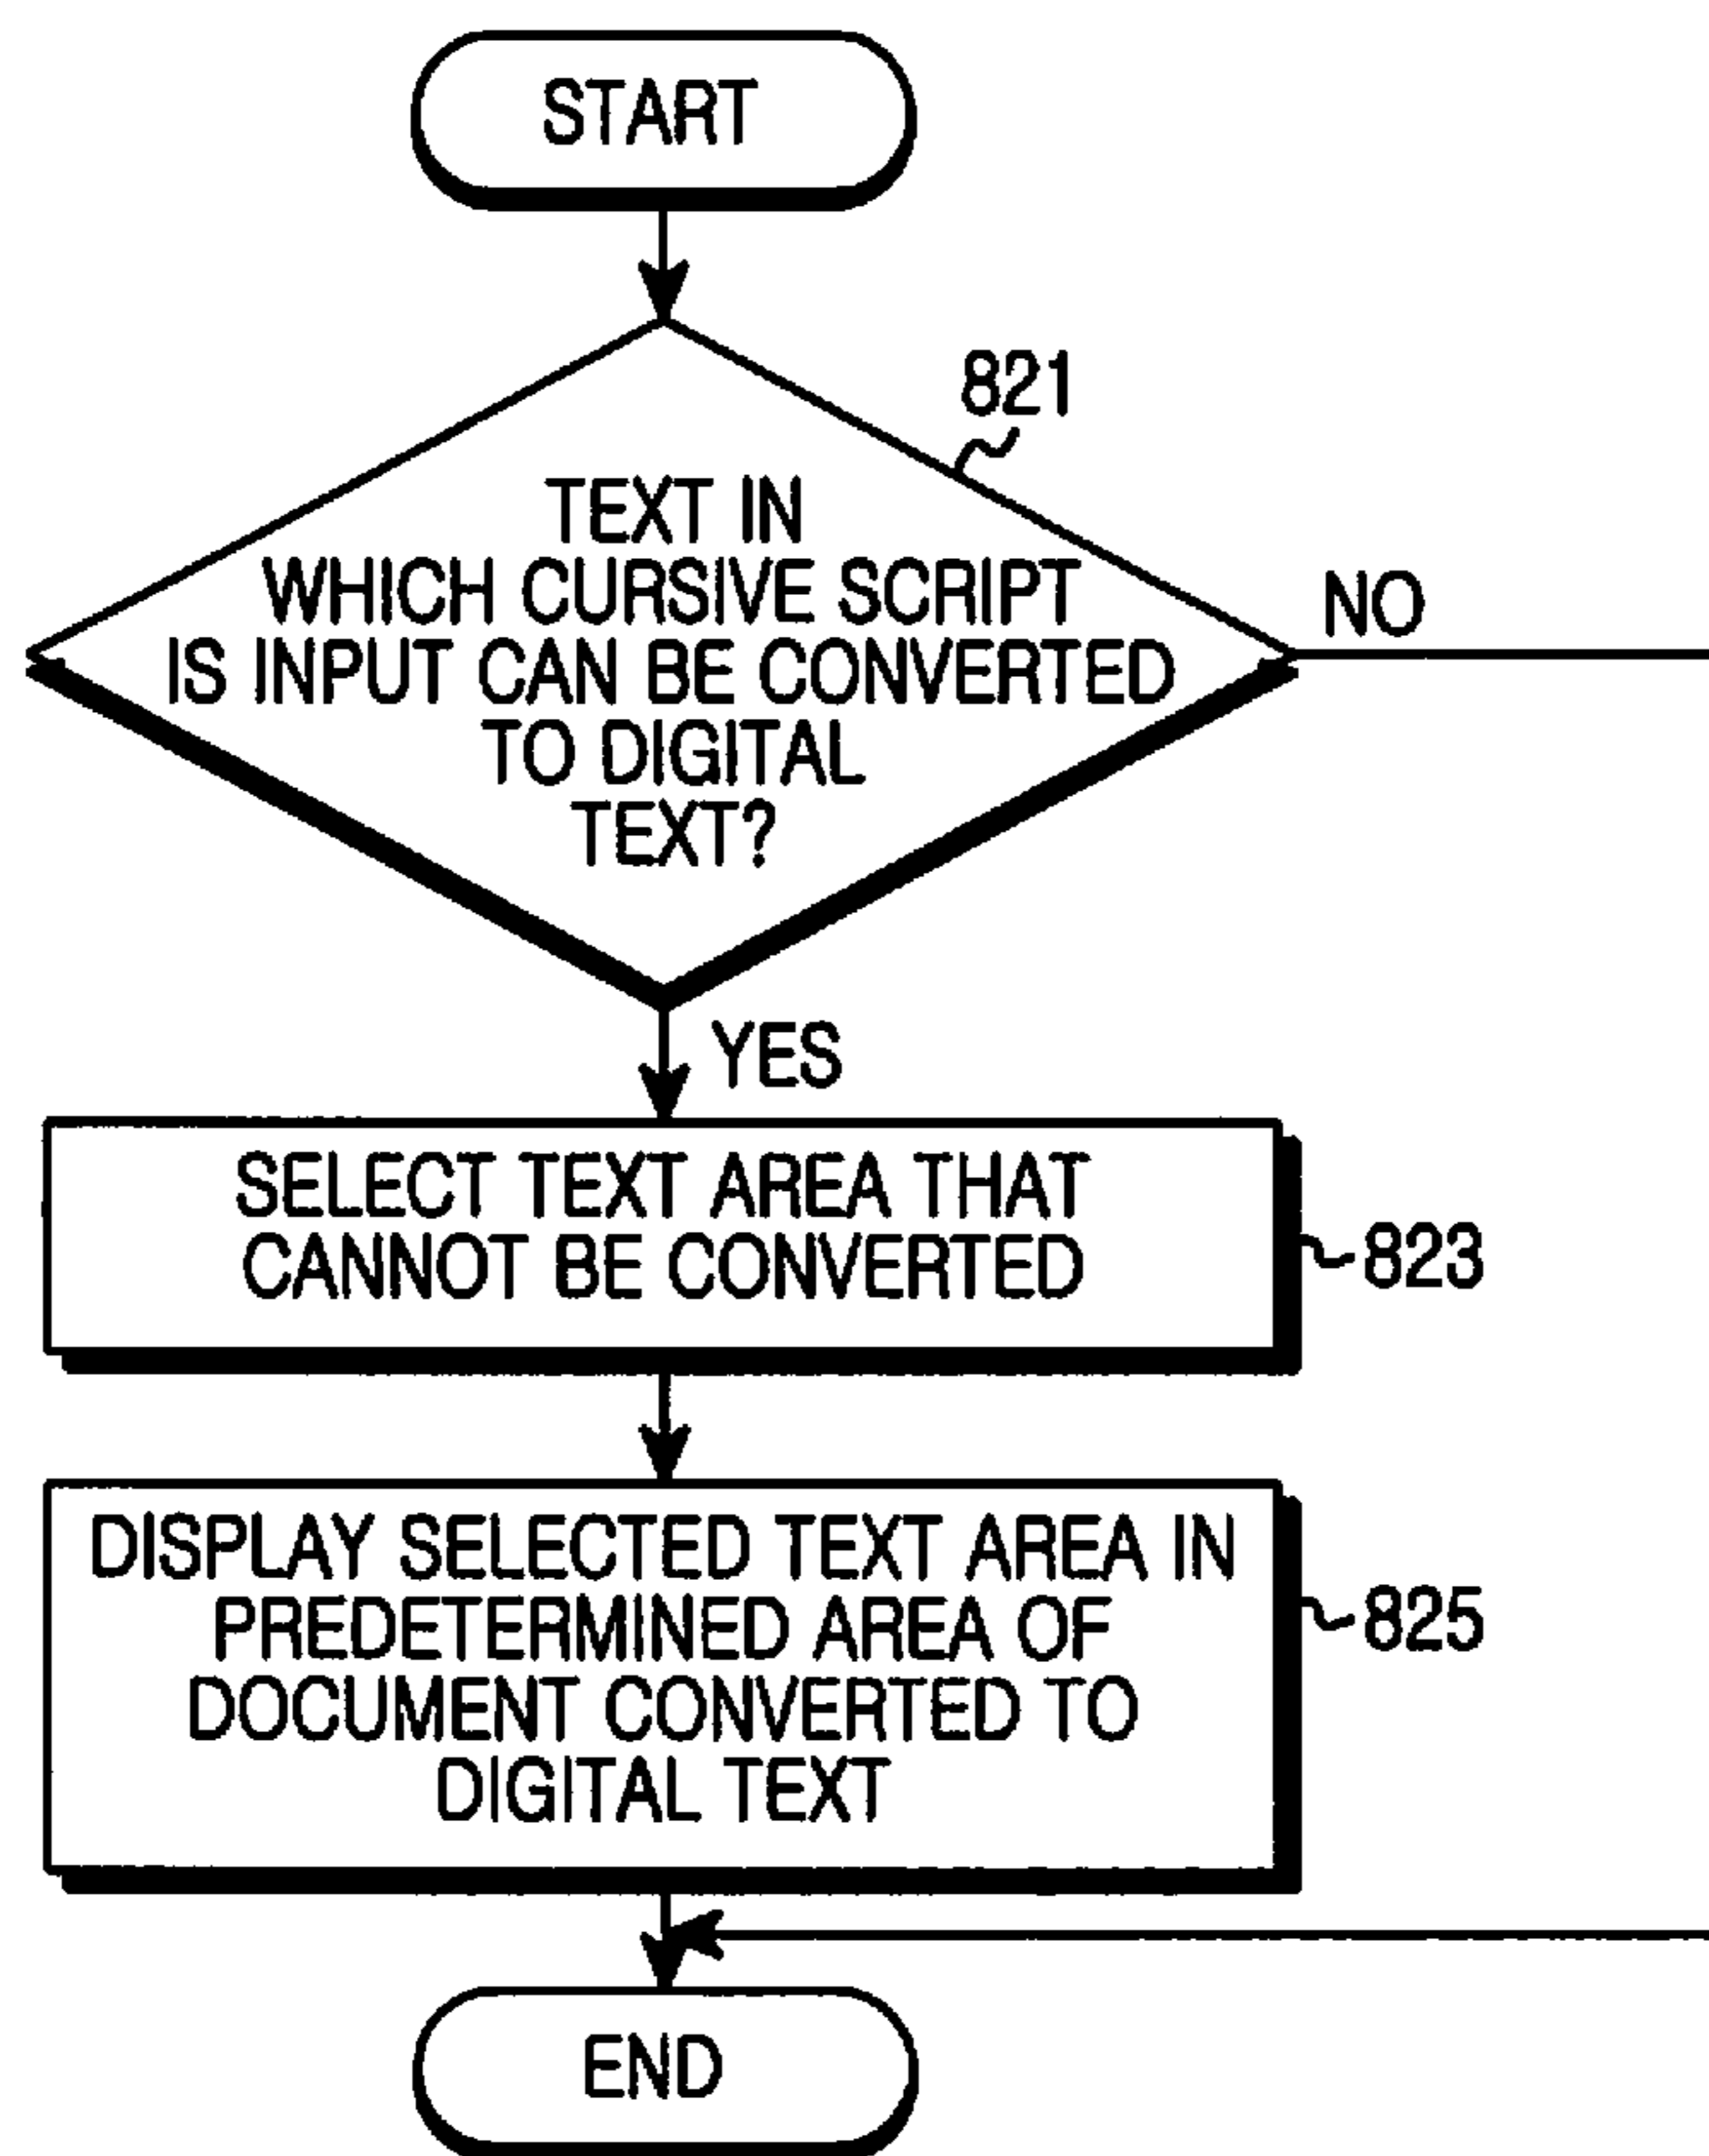 START
821
TEXT IN
WHICH CURSIVE SCRIPT
IS INPUT CAN BE CONVERTED
TO DIGITAL
TEXT?
NO
YES
SELECT TEXT AREA THAT
CANNOT BE CONVERTED
823
DISPLAY SELECTED TEXT AREA IN
PREDETERMINED AREA OF
DOCUMENT CONVERTED TO
DIGITAL TEXT
825
END